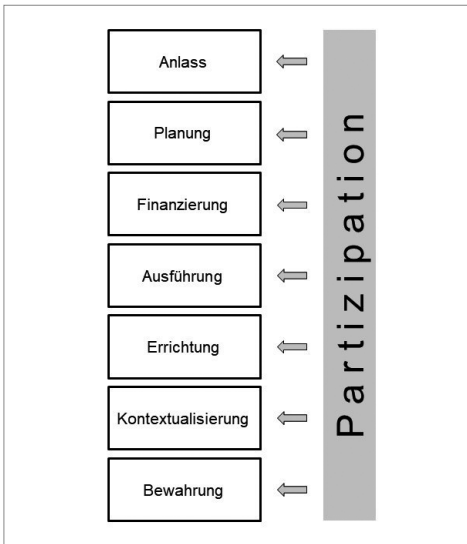 Anlass
Planung
Finanzierung
Ausführung
Errichtung
Kontextualisierung
Bewahrung
Partizipation